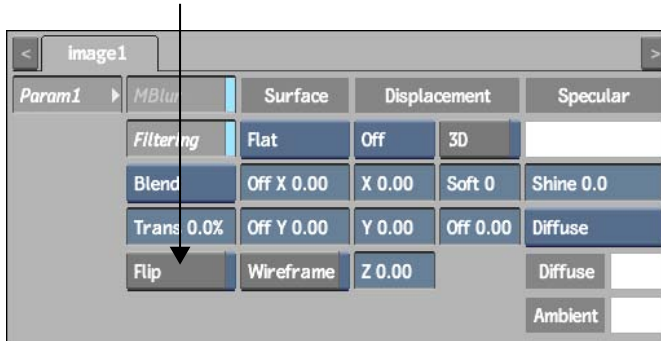 < image1 >
Param1 MBlur Surface Displacement Specular
Filtering Flat Off 3D
Blend Off X 0.00 X 0.00 Soft 0 Shine 0.0
Trans 0.0% Off Y 0.00 Y 0.00 Off 0.00 Diffuse
Flip Wireframe Z 0.00 Diffuse
Ambient